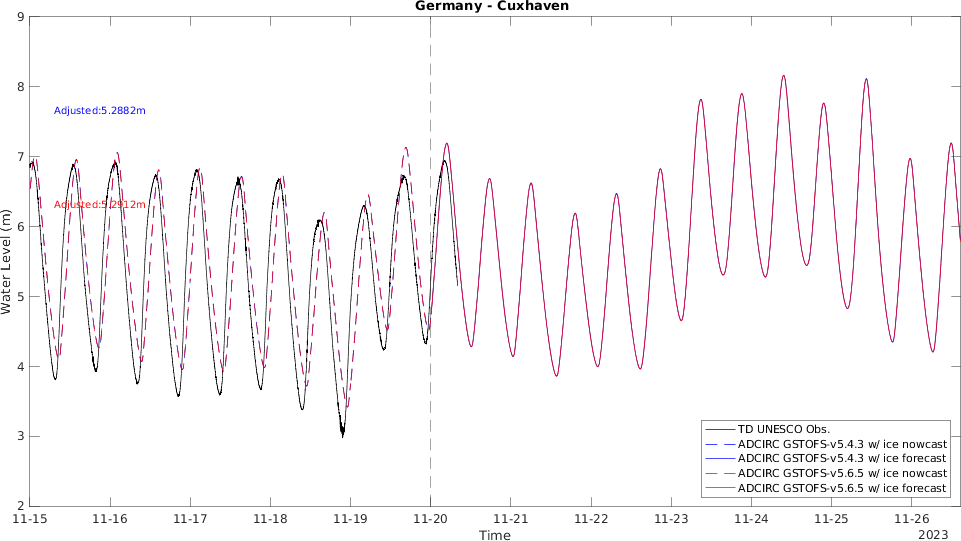 Germany - Cuxhaven
9
8
7
6
5
4
3
2
Water Level (m)
Adjusted:5.2882m
Adjusted:5.2912m
TD UNESCO Obs.
ADCIRC GSTOFS-v5.4.3 w/ ice nowcast
ADCIRC GSTOFS-v5.4.3 w/ ice forecast
ADCIRC GSTOFS-v5.6.5 w/ ice nowcast
ADCIRC GSTOFS-v5.6.5 w/ ice forecast
11-15 11-16 11-17 11-18 11-19 11-20 11-21 11-22 11-23 11-24 11-25 11-26
Time
2023